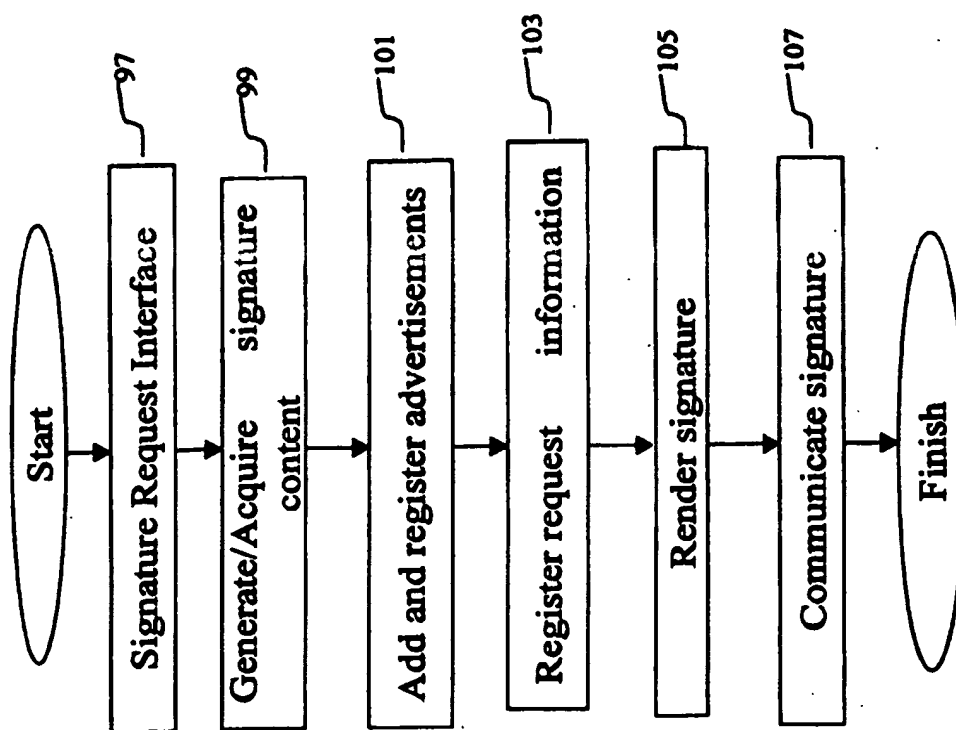 Start
Signature Request Interface
97
Generate/Acquire signature
content
99
Add and register advertisements
101
Register request information
103
Render signature
105
Communicate signature
107
Finish